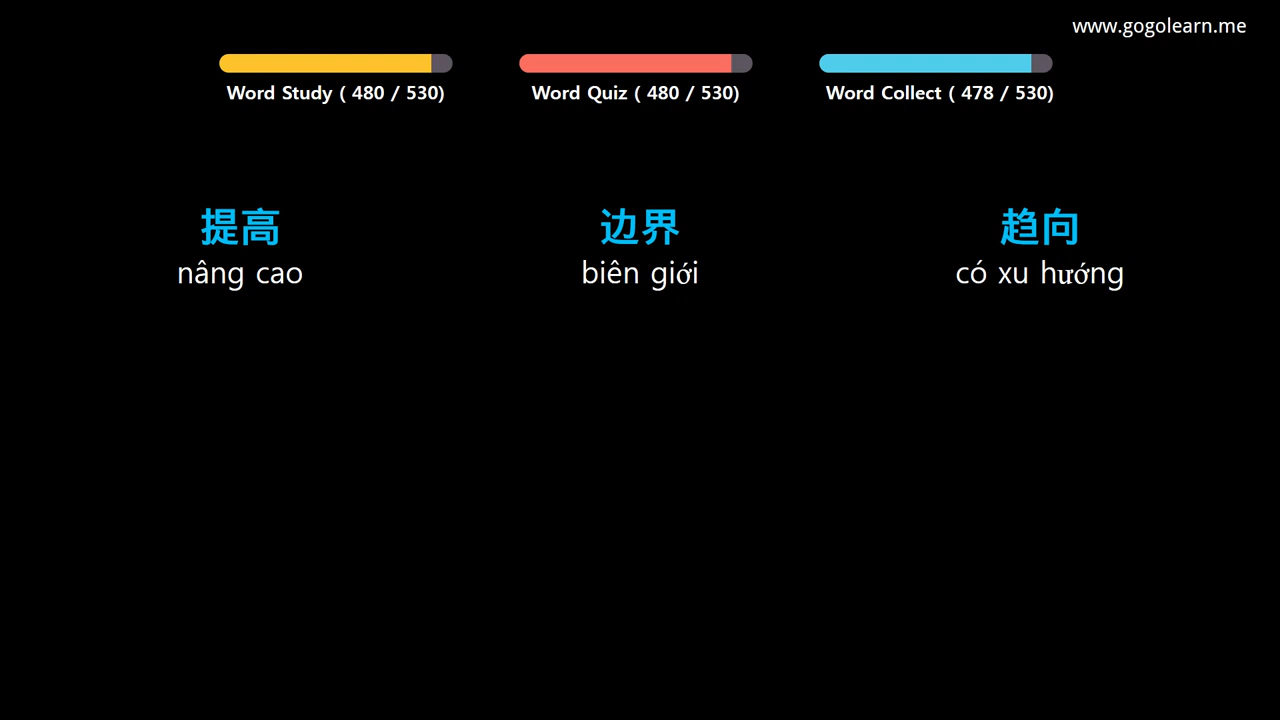 www.gogolearn.me
Word Study ( 480 / 530)
Word Quiz ( 480 / 530)
Word Collect ( 478 / 530)
提高
nâng cao
边界
biên giới
趋向
có xu hướng